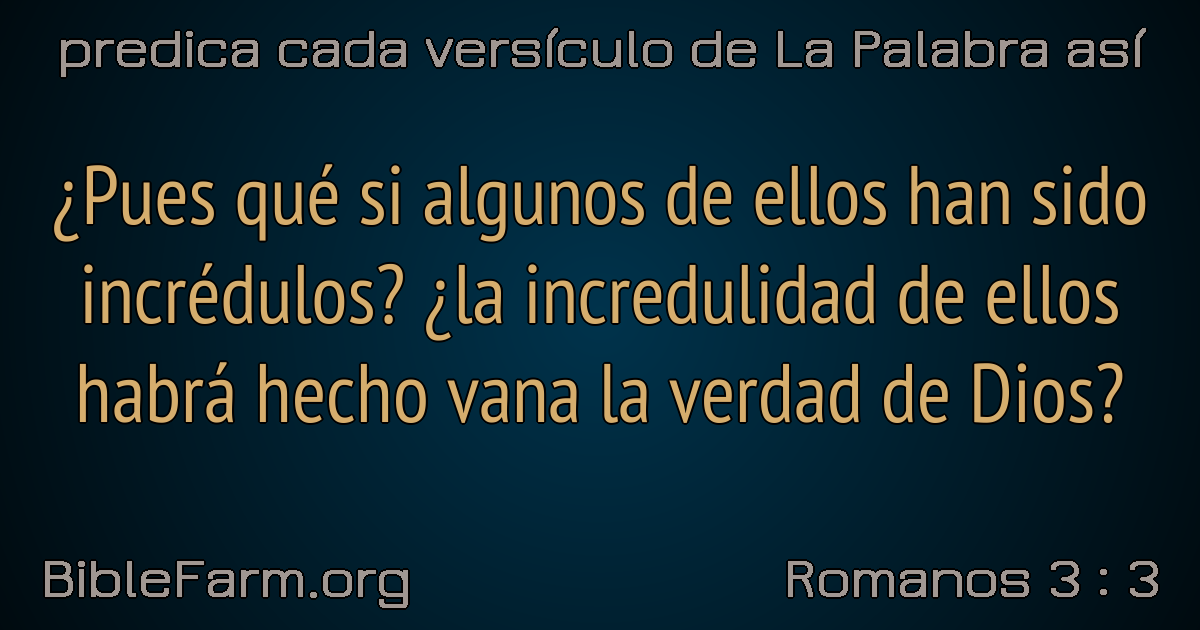 predica cada versículo de La Palabra así
¿Pues qué si algunos de ellos han sido
incrédulos? ¿la incredulidad de ellos
habrá hecho vana la verdad de Dios?
BibleFarm.org
Romanos 3 : 3